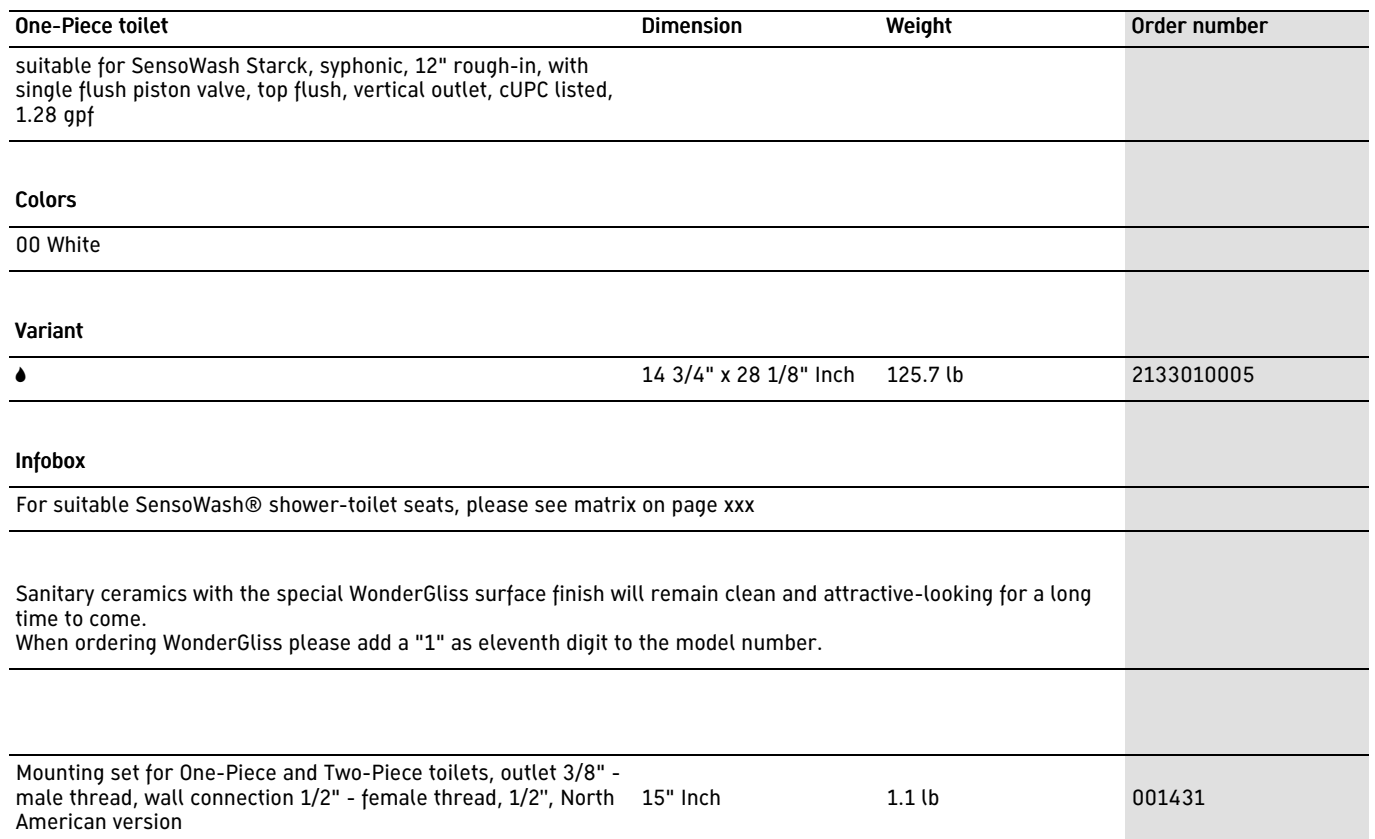 One-Piece toilet Dimension Weight Order number
suitable for SensoWash Starck, syphonic, 12" rough-in, with
single flush piston valve, top flush, vertical outlet, cUPC listed,
1.28 gpf
Colors
00 White
Variant
14 3/4" x 28 1/8" Inch 125.7 lb 2133010005
Infobox
For suitable SensoWash® shower-toilet seats, please see matrix on page xxx
Sanitary ceramics with the special WonderGliss surface finish will remain clean and attractive-looking for a long
time to come.
When ordering WonderGliss please add a "1" as eleventh digit to the model number.
Mounting set for One-Piece and Two-Piece toilets, outlet 3/8" -
male thread, wall connection 1/2" - female thread, 1/2", North 15" Inch 1.1 lb 001431
American version